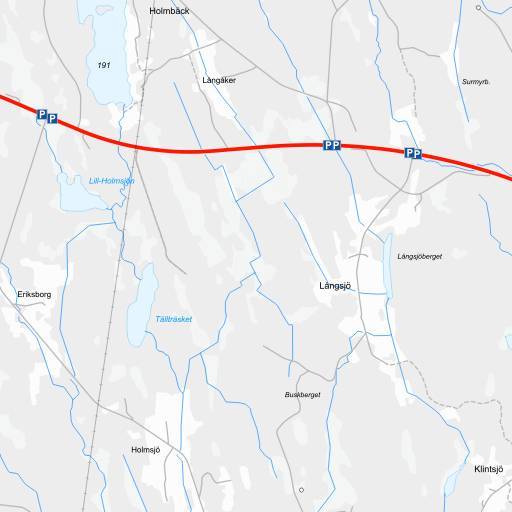 Holmbäck
191
Långåker
Surmyrb.
P P
P P
P P
Lill-Holmsjön
Långsjöberget
Långsjö
Eriksborg
Tällträsket
Buskberget
Holmsjö
Klintsjö